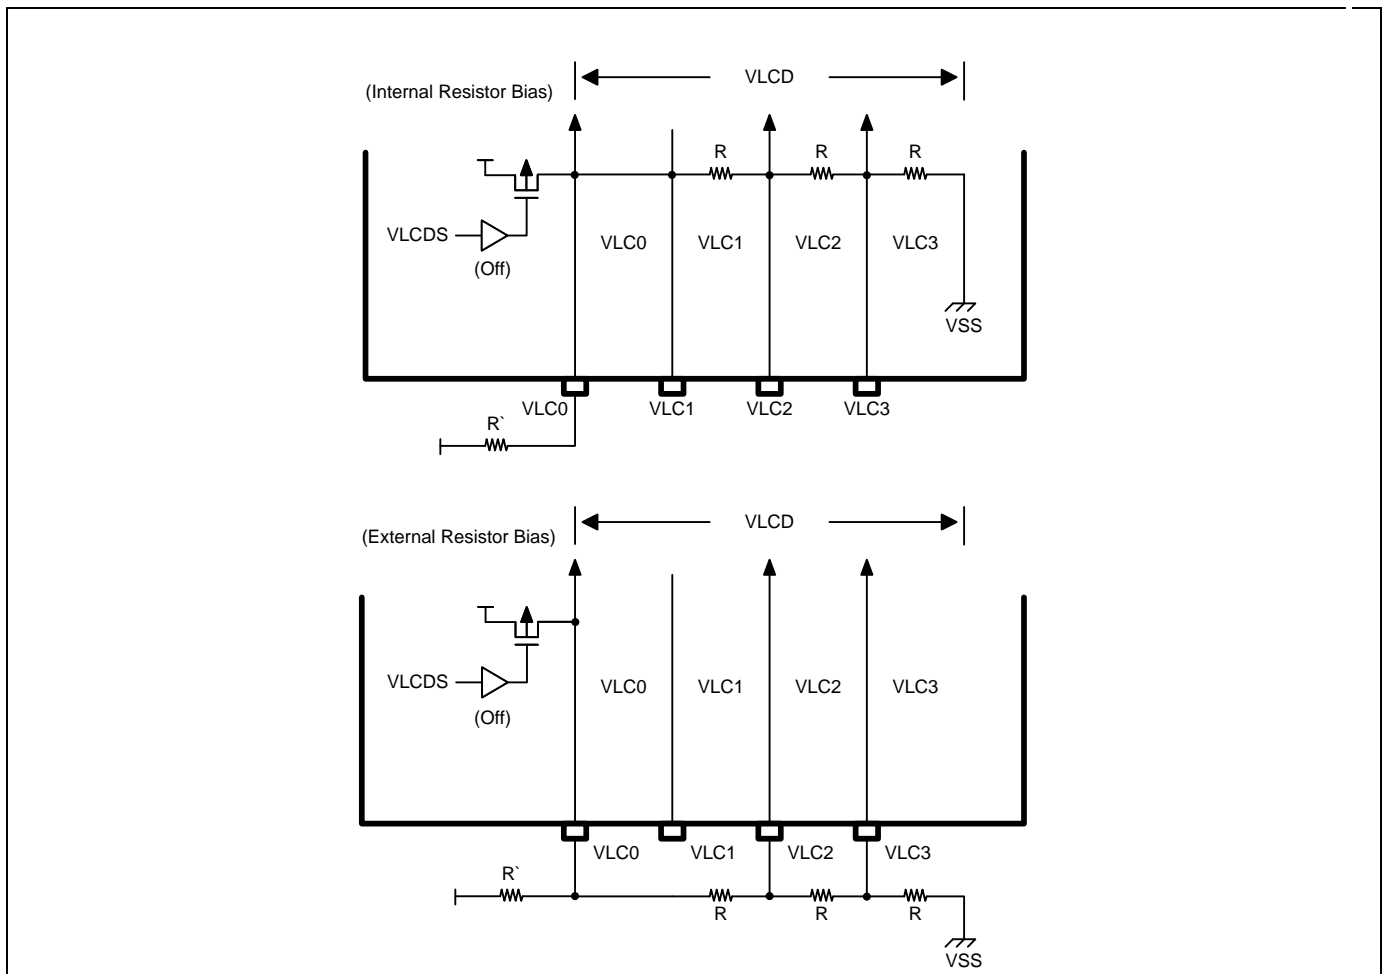 VLCD
(Internal Resistor Bias)
R R R
VLCDS
VLC0 VLC1 VLC2 VLC3
(Off)
VSS
VLC0 VLC1 VLC2 VLC3
R`
VLCD
(External Resistor Bias)
VLCDS
VLC0 VLC1 VLC2 VLC3
(Off)
VLC0 VLC1 VLC2 VLC3
R`
R R R
VSS